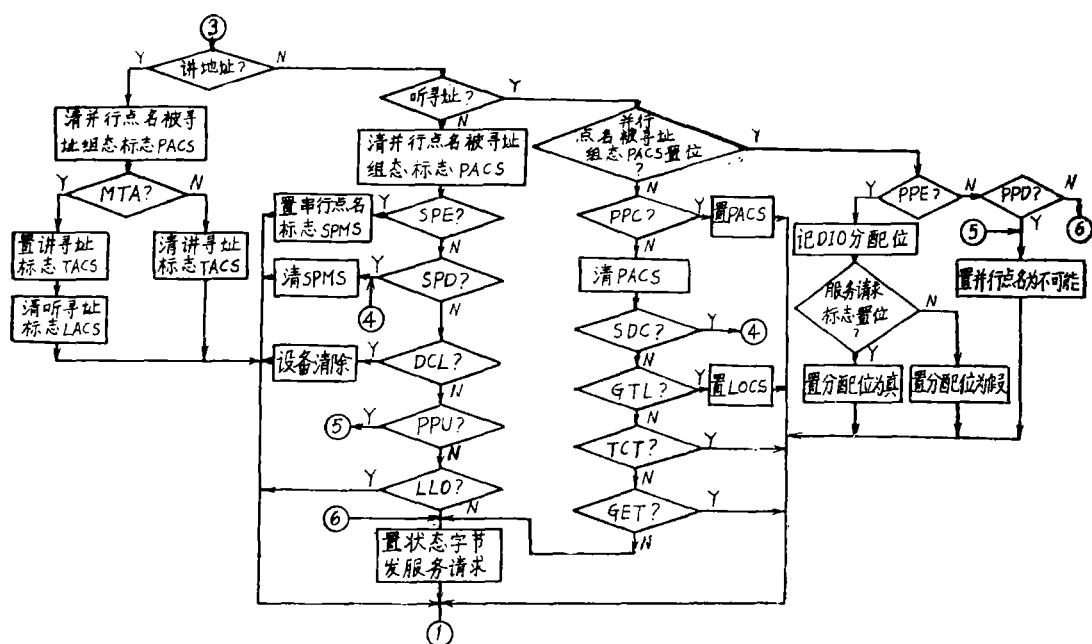 ③
讲地址?
Y
N
清并行点名被寻
址组态标志PACS
MTA?
Y
N
置讲寻址
标志TACS
清讲寻址
标志TACS
清听寻址
标志LACS
听寻址?
Y
N
清并行点名被寻址
组态标志PACS
SPE?
Y
N
置串行点名
标志SPMS
SPD?
Y
N
清SPMS
④
DCL?
Y
N
设备清除
PPU?
Y
N
⑤
LLO?
Y
N
⑥
置状态字节
发服务请求
①
并行
点名被寻址
组态PACS置位
?
Y
N
PPC?
Y
N
置PACS
清PACS
SDC?
Y
④
N
GTL?
Y
N
置LOCS
TCT?
Y
N
GET?
Y
N
PPE?
Y
N
PPD?
N
Y
⑥
⑤
记DIO分配位
置并行点名为不可能
服务请求
标志置位
?
Y
N
置分配位为真
置分配位为假